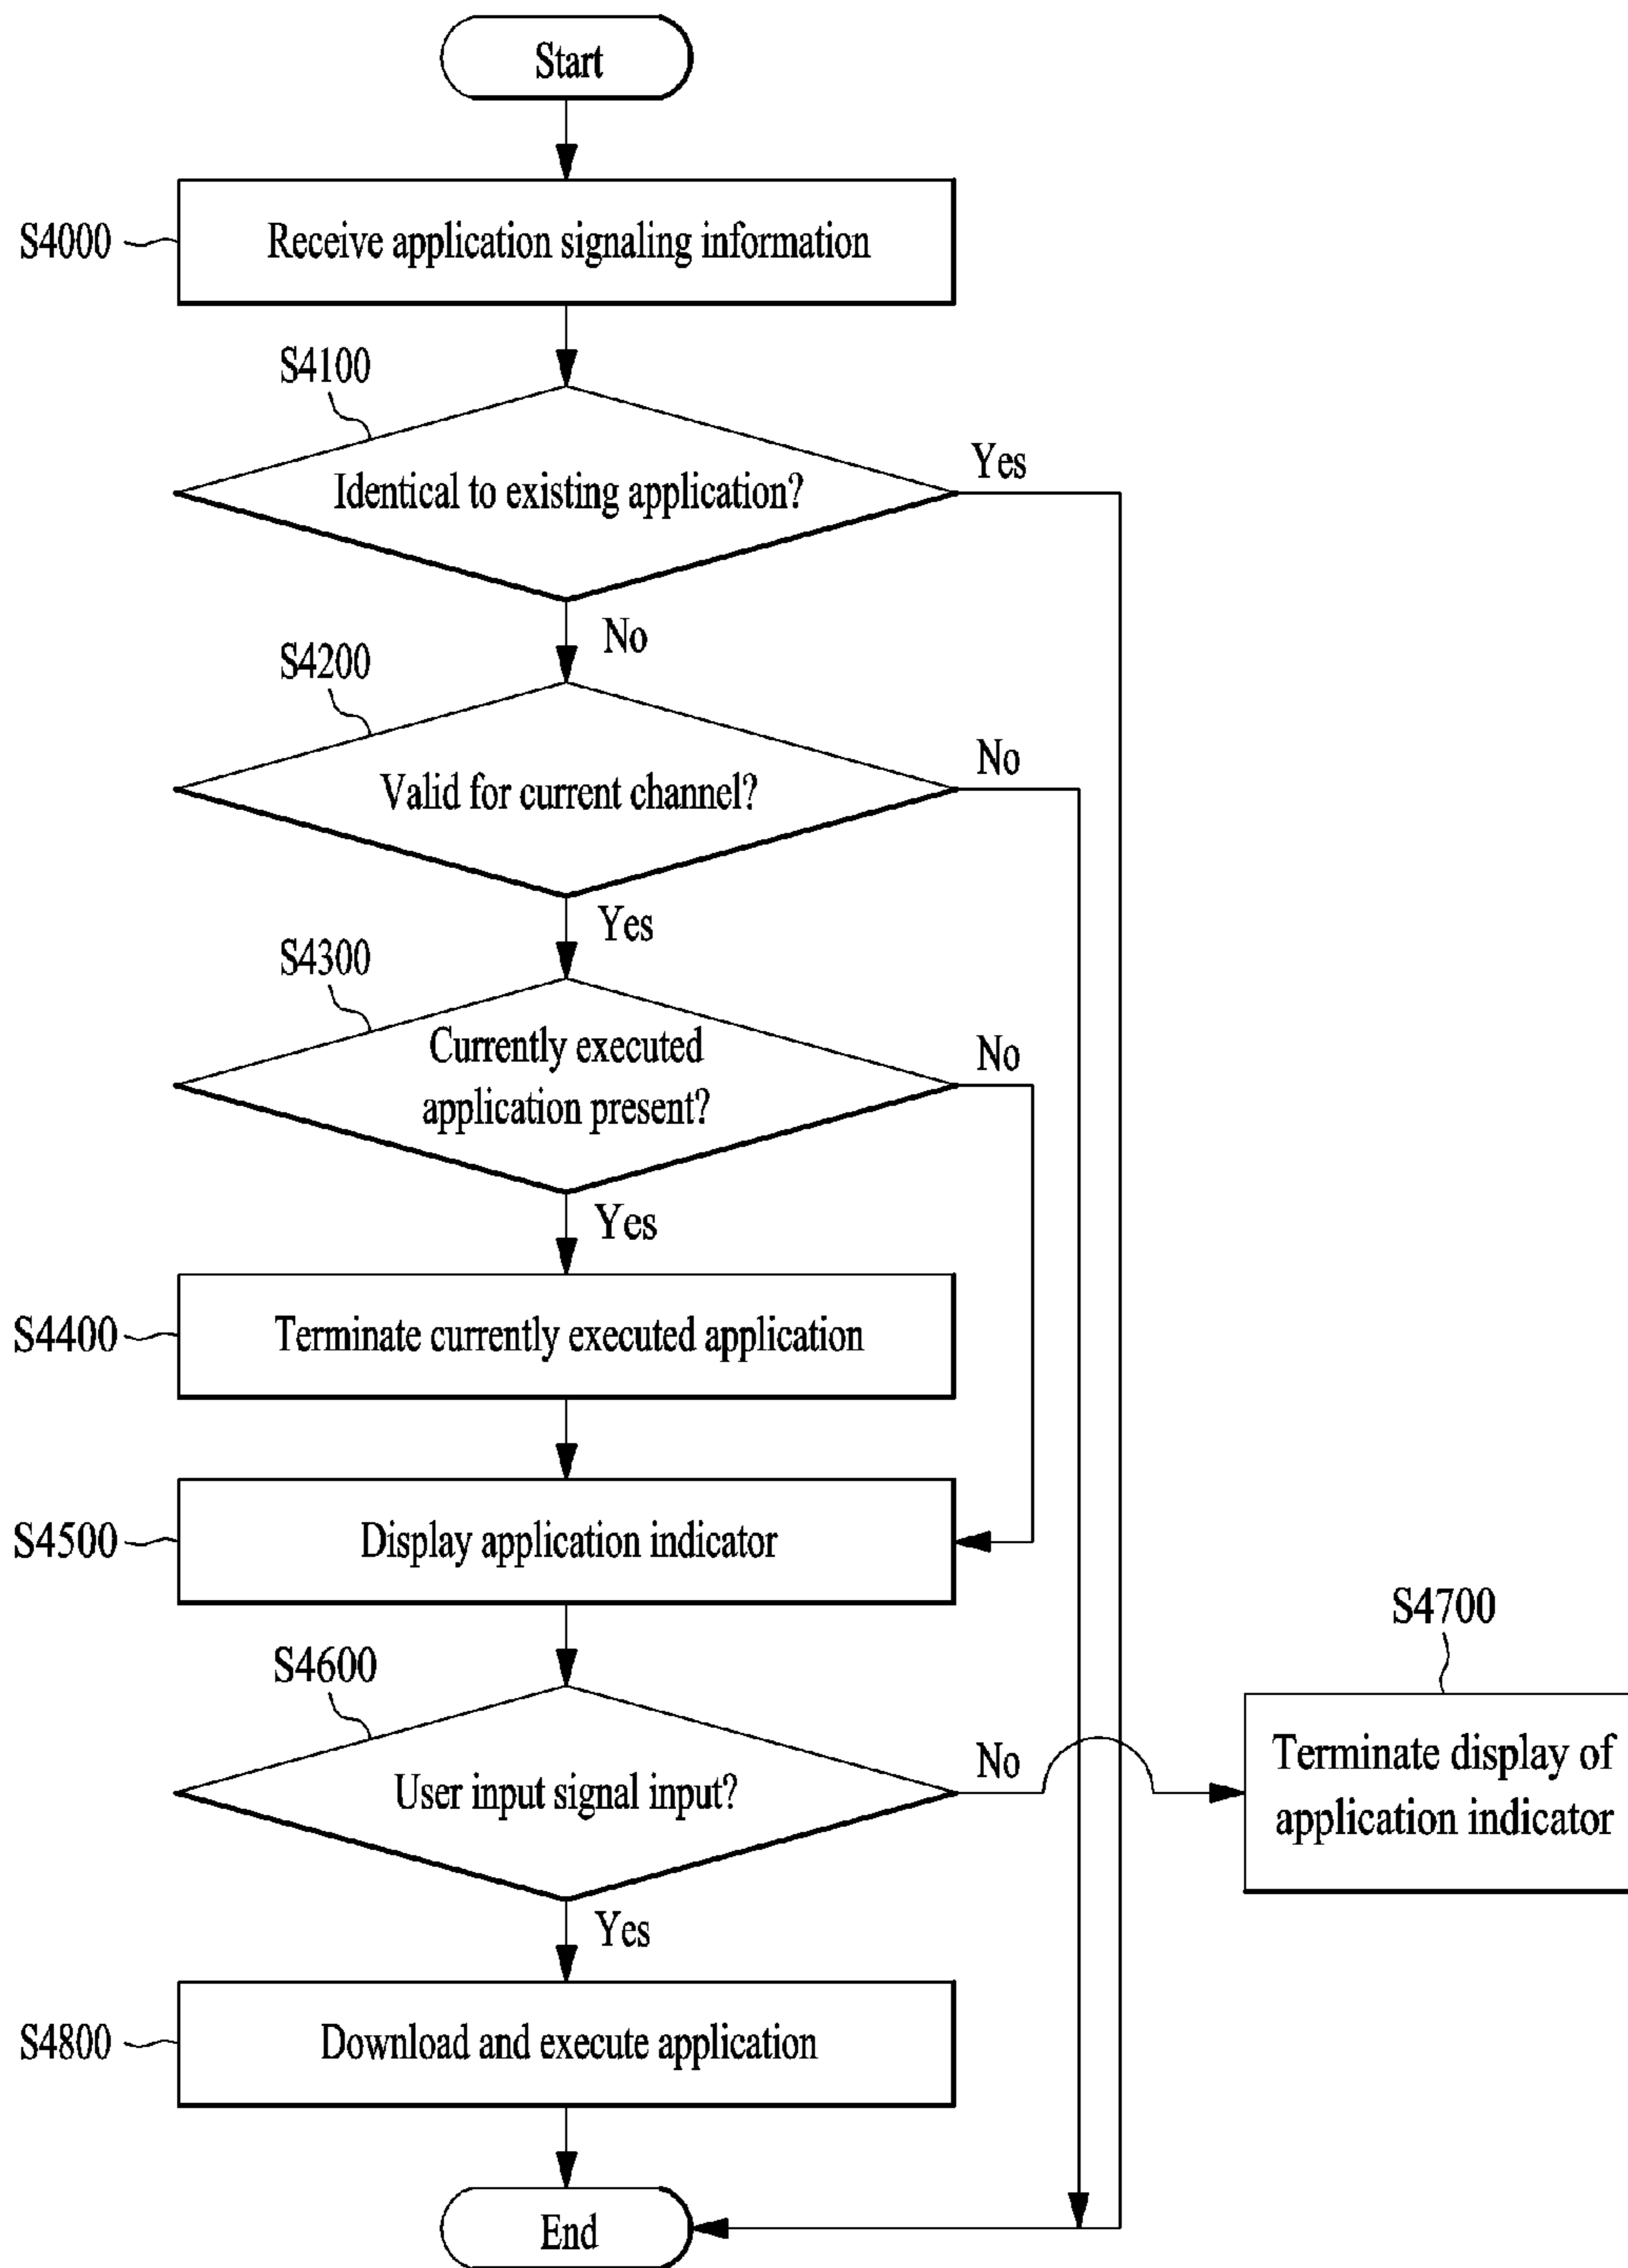 Start
S4000
Receive application signaling information
S4100
Identical to existing application?
Yes
No
S4200
Valid for current channel?
No
Yes
S4300
Currently executed
application present?
No
Yes
S4400
Terminate currently executed application
S4500
Display application indicator
S4600
User input signal input?
No
S4700
Terminate display of
application indicator
Yes
S4800
Download and execute application
End